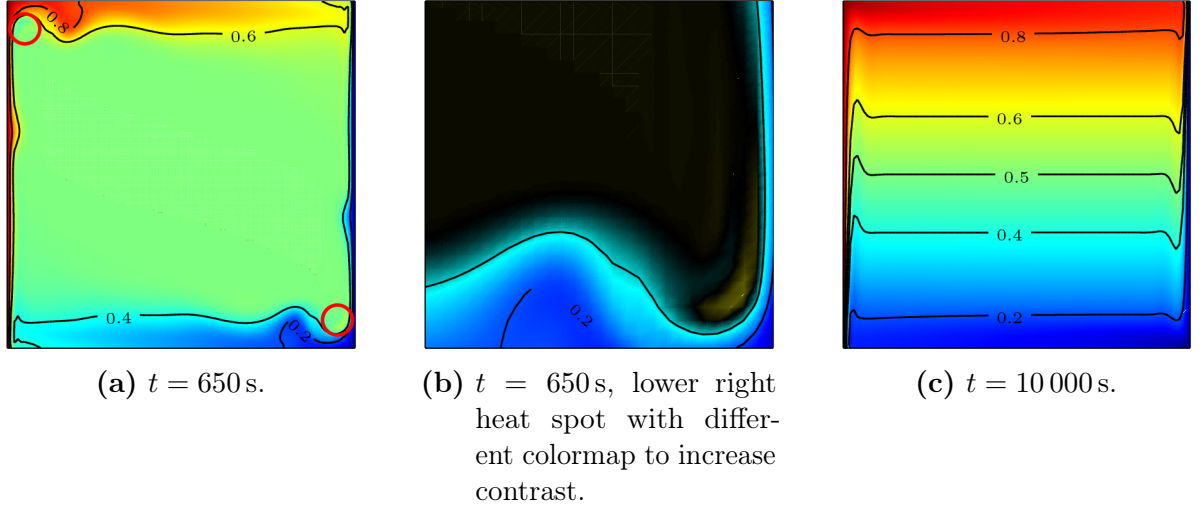 0.8
0.6
0.4
0.2
0.2
0.8
0.6
0.5
0.4
0.2
(a) t = 650 s.
(b) t = 650 s, lower right
heat spot with differ-
ent colormap to increase
contrast.
(c) t = 10 000 s.